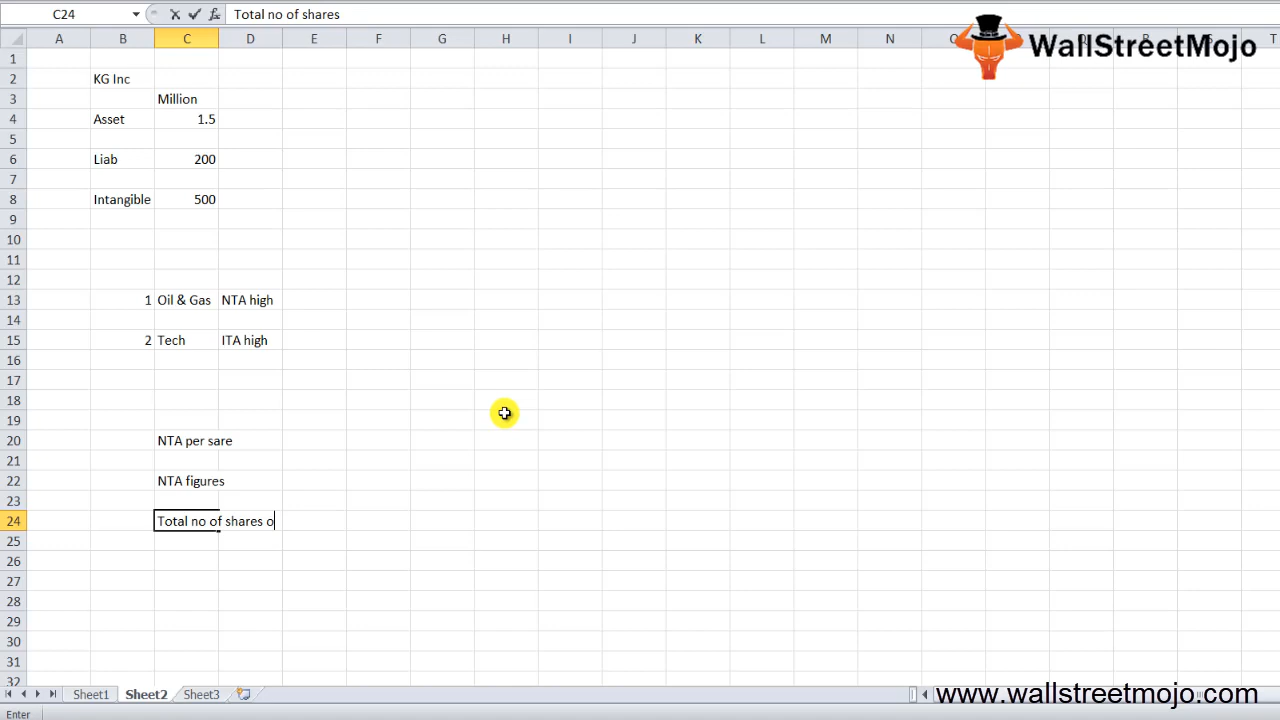 C24 fx Total no of shares
WallStreetMojo
A B C D E F G H I J K L M N T
1
2 KG Inc
3 Million
4 Asset 1.5
5
6 Liab 200
7
8 Intangible 500
9
10
11
12
13 1 Oil & Gas NTA high
14
15 2 Tech ITA high
16
17
18
19
20 NTA per sare
21
22 NTA figures
23
24 Total no of shares o
25
26
27
28
29
30
31
32
Sheet1 Sheet2 Sheet3
www.wallstreetmojo.com
Enter